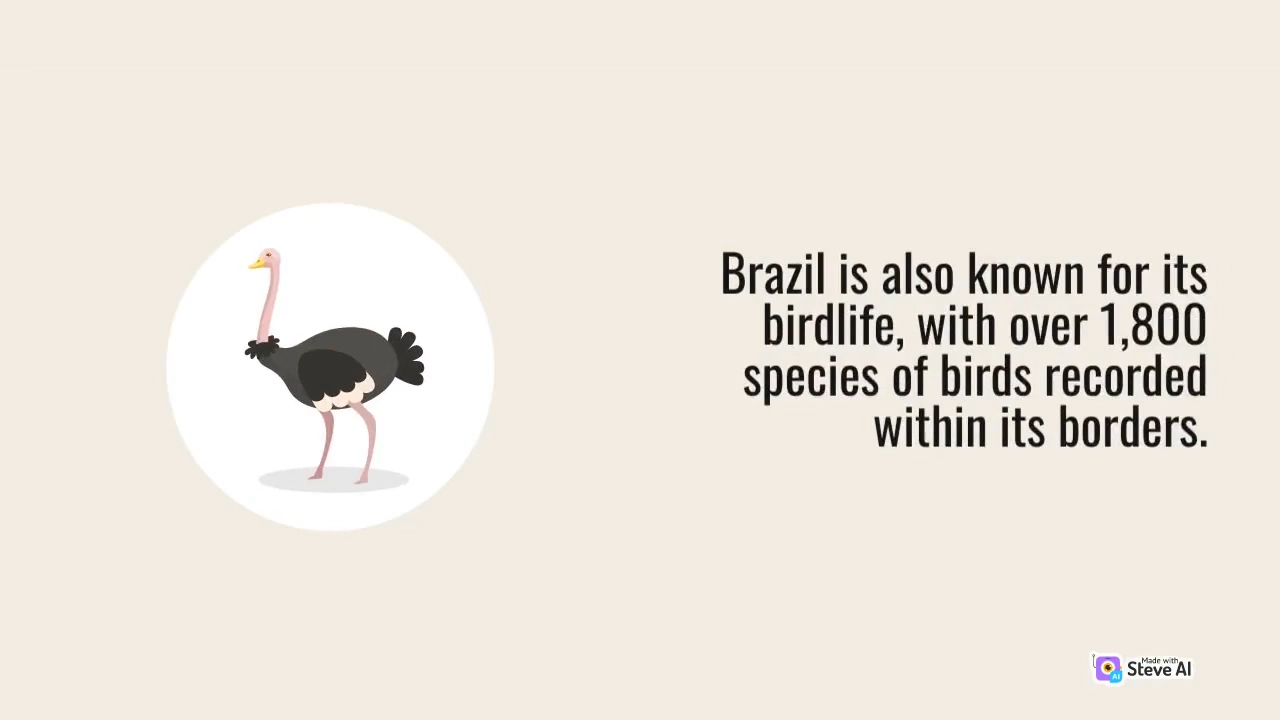 Brazil is also known for its
birdlife, with over 1,800
species of birds recorded
within its borders.
Made with
Steve AI
AI